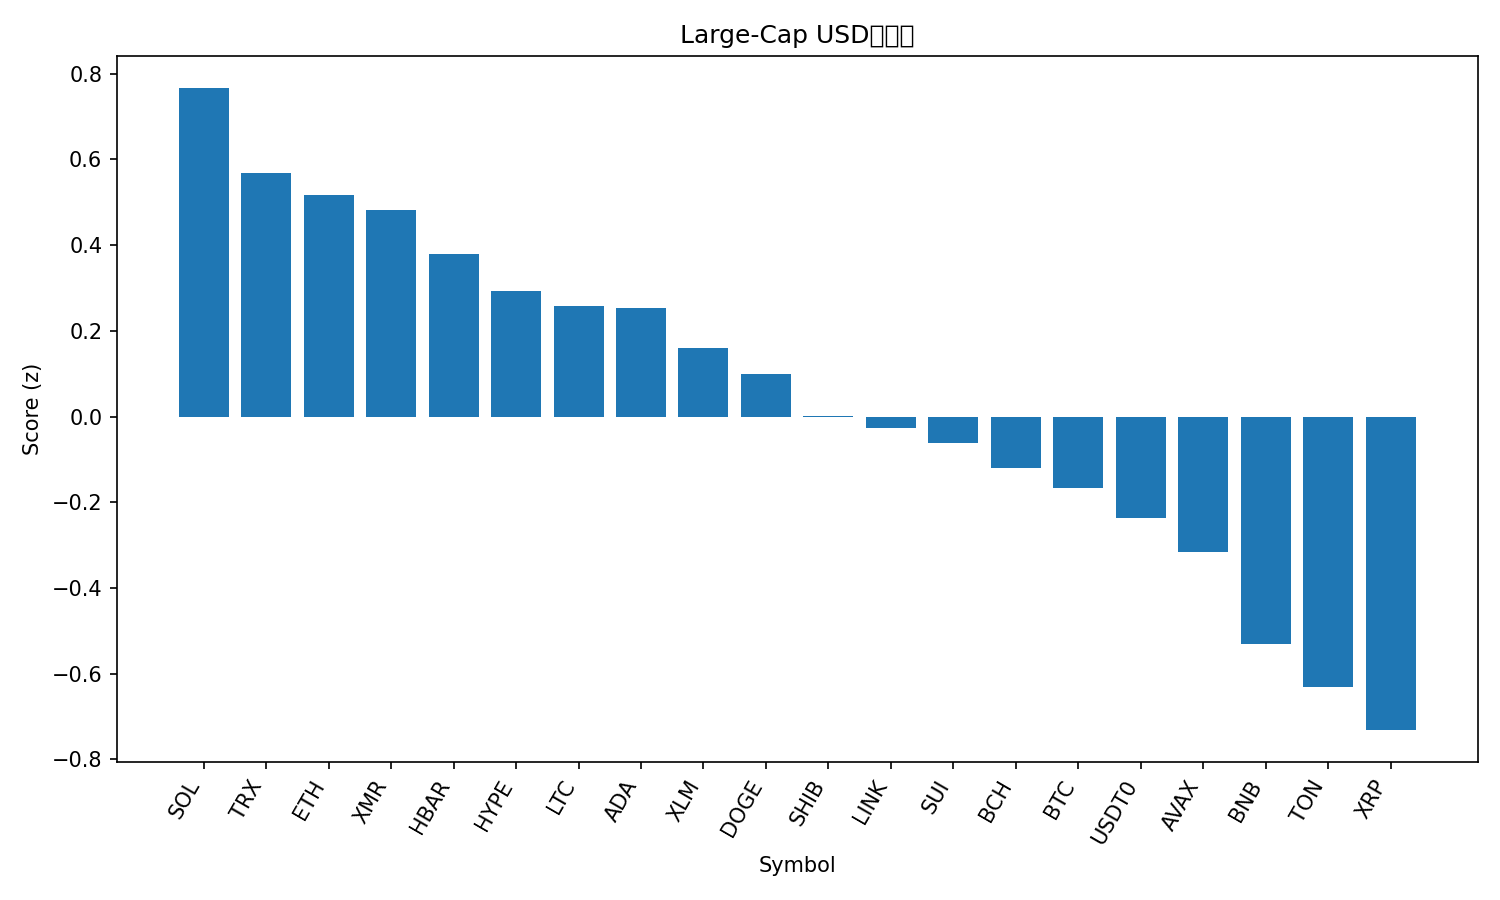 Large-Cap USD
0.8
0.6
0.4
0.2
0.0
−0.2
−0.4
−0.6
−0.8
Score (z)
SOL
TRX
ETH
XMR
HBAR
HYPE
LTC
ADA
XLM
DOGE
SHIB
LINK
SUI
BCH
BTC
USDT0
AVAX
BNB
TON
XRP
Symbol